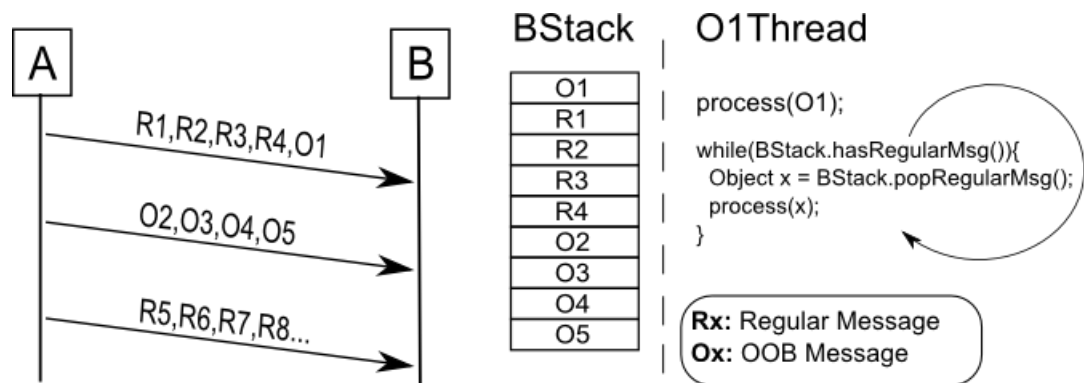 A
B
R1,R2,R3,R4,O1
O2,O3,O4,O5
R5,R6,R7,R8...
BStack
O1
R1
R2
R3
R4
O2
O3
O4
O5
O1Thread
process(O1);
while(BStack.hasRegularMsg()){
Object x = BStack.popRegularMsg();
process(x);
}
Rx: Regular Message
Ox: OOB Message